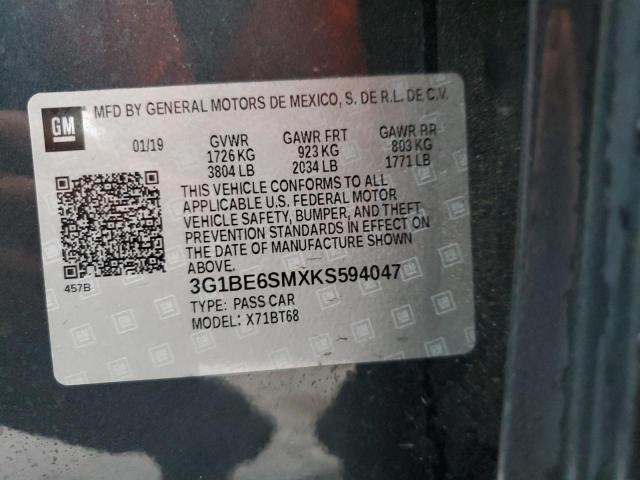 GM
MFD BY GENERAL MOTORS DE MEXICO, S. DE R.L. DE C.V.
01/19 GVWR GAWR FRT GAWR RR
1726 KG 923 KG 803 KG
3804 LB 2034 LB 1771 LB
THIS VEHICLE CONFORMS TO ALL
APPLICABLE U.S. FEDERAL MOTOR
VEHICLE SAFETY, BUMPER, AND THEFT
PREVENTION STANDARDS IN EFFECT ON
THE DATE OF MANUFACTURE SHOWN
ABOVE.
457B
3G1BE6SMXKS594047
TYPE: PASS CAR
MODEL: X71BT68